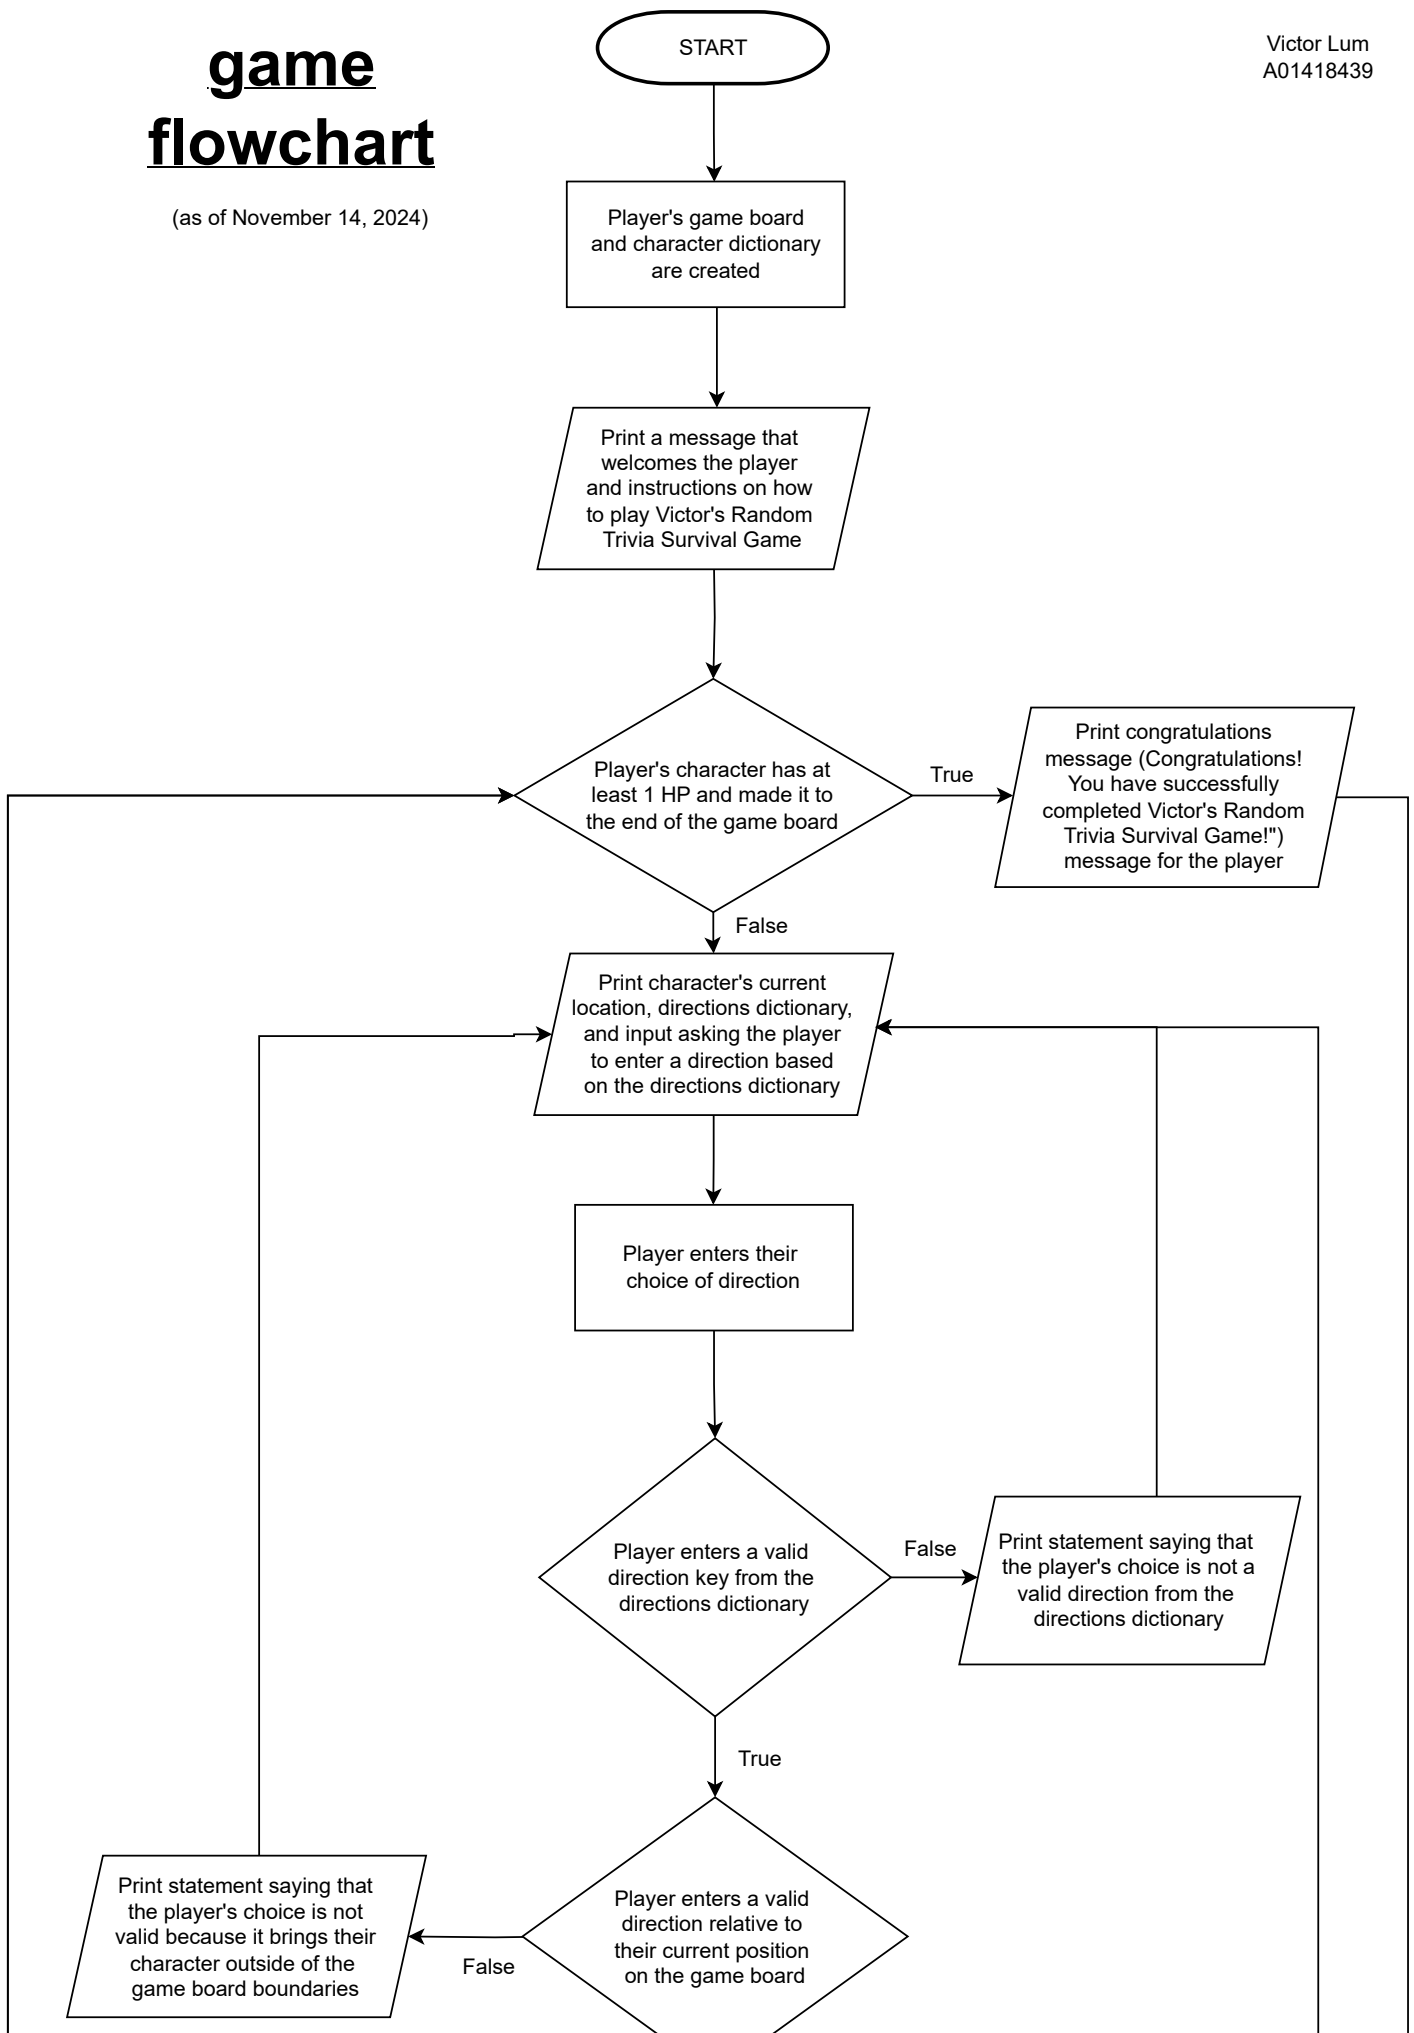 START
Victor Lum
A01418439
game
flowchart
(as of November 14, 2024)
Player's game board
and character dictionary
are created
Print a message that
welcomes the player
and instructions on how
to play Victor's Random
Trivia Survival Game
Player's character has at
least 1 HP and made it to
the end of the game board
True
Print congratulations
message (Congratulations!
You have successfully
completed Victor's Random
Trivia Survival Game!")
message for the player
False
Print character's current
location, directions dictionary,
and input asking the player
to enter a direction based
on the directions dictionary
Player enters their
choice of direction
Player enters a valid
direction key from the
directions dictionary
False
Print statement saying that
the player's choice is not a
valid direction from the
directions dictionary
True
Player enters a valid
direction relative to
their current position
on the game board
False
Print statement saying that
the player's choice is not
valid because it brings their
character outside of the
game board boundaries